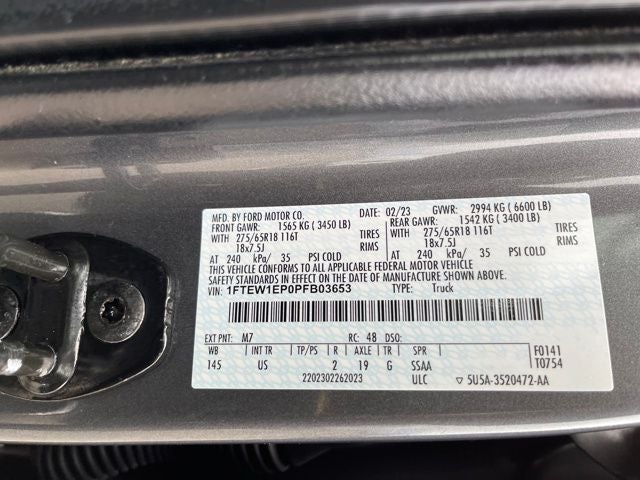 MFD. BY FORD MOTOR CO. DATE: 02/23 GVWR: 2994 KG ( 6600 LB)
FRONT GAWR: 1565 KG ( 3450 LB) REAR GAWR: 1542 KG ( 3400 LB)
WITH 275/65R18 116T TIRES WITH 275/65R18 116T TIRES
18x7.5J RIMS 18x7.5J RIMS
AT 240 kPa/ 35 PSI COLD AT 240 kPa/ 35 PSI COLD
THIS VEHICLE CONFORMS TO ALL APPLICABLE FEDERAL MOTOR VEHICLE
SAFETY STANDARDS IN EFFECT ON THE DATE OF MANUFACTURE SHOWN ABOVE.
VIN: 1FTEW1EP0PFB03653 TYPE: Truck
EXT PNT: M7 RC: 48 DSO:
WB INT TR TP/PS R AXLE TR SPR F0141
145 US 2 19 G SSAA T0754
2202302262023 ULC ▽ 5U5A-3520472-AA